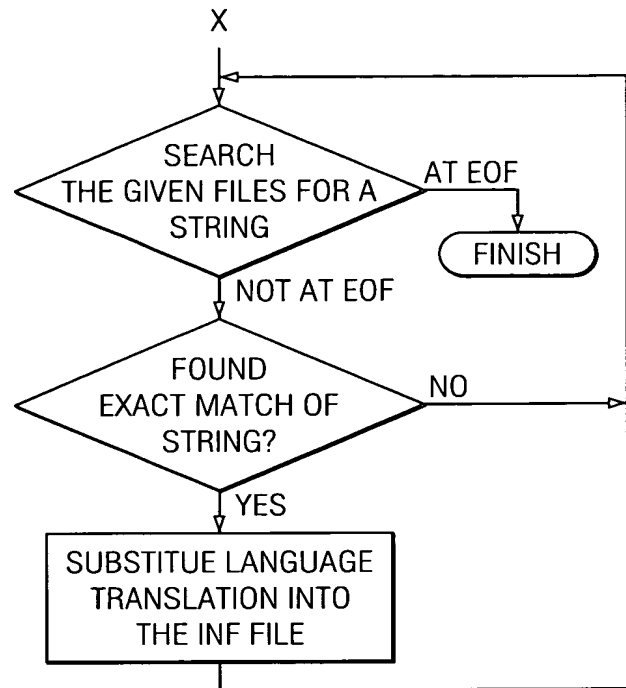 X
SEARCH
THE GIVEN FILES FOR A
STRING
AT EOF
FINISH
NOT AT EOF
FOUND
EXACT MATCH OF
STRING?
NO
YES
SUBSTITUE LANGUAGE
TRANSLATION INTO
THE INF FILE